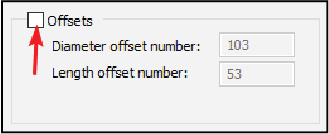 Offsets
Diameter offset number: 103
Length offset number: 53